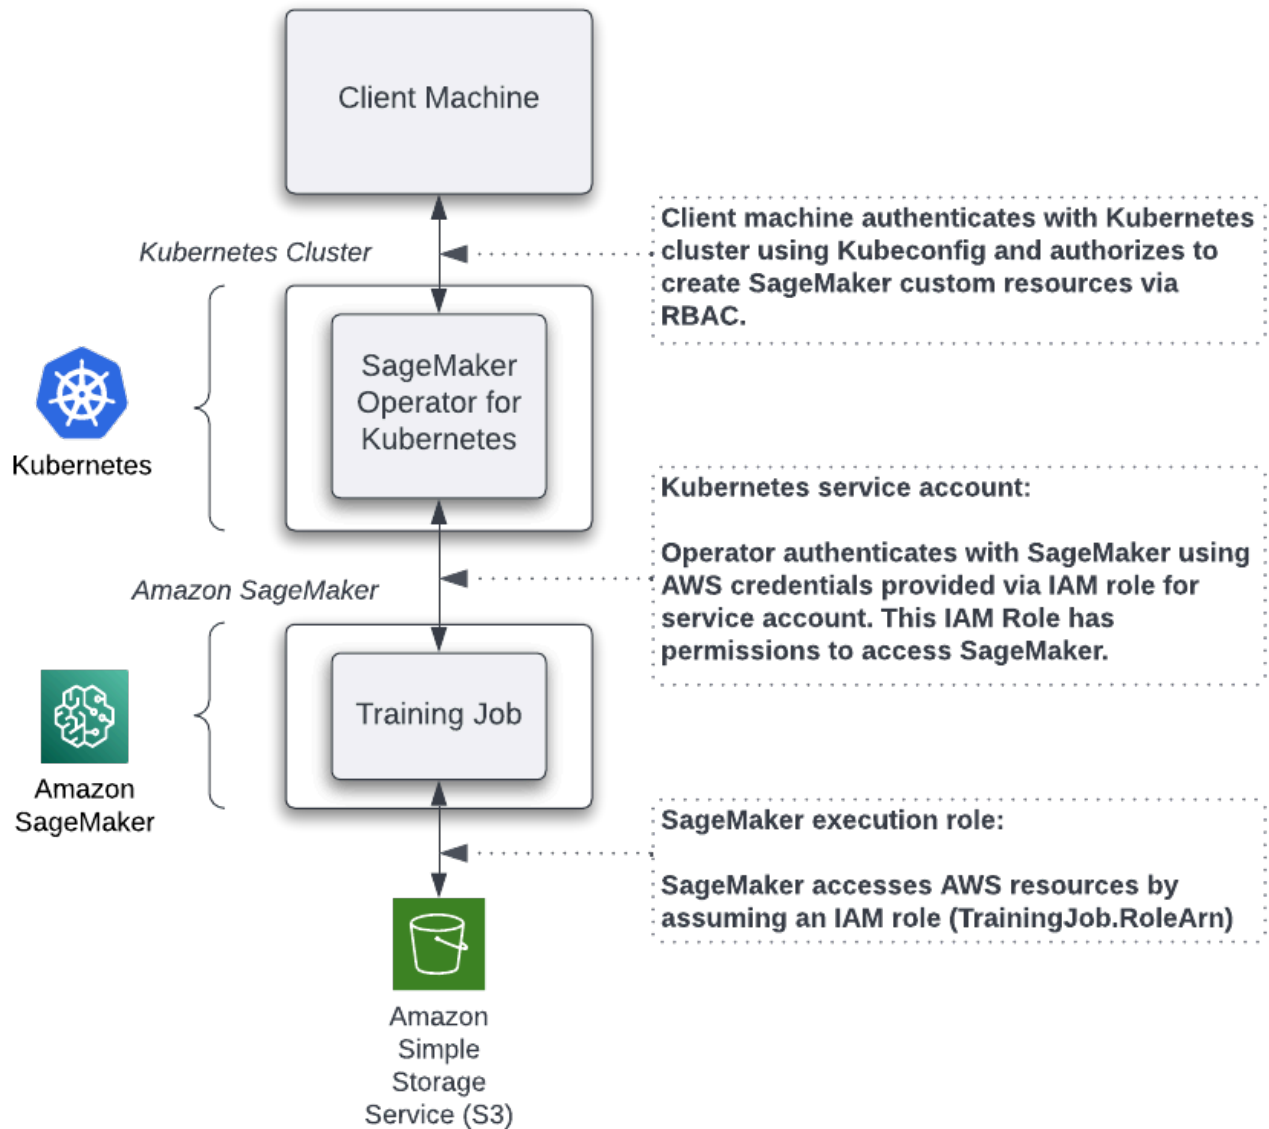 Client Machine
Client machine authenticates with Kubernetes
cluster using Kubeconfig and authorizes to
create SageMaker custom resources via
RBAC.
Kubernetes Cluster
SageMaker
Operator for
Kubernetes
Kubernetes
Kubernetes service account:
Operator authenticates with SageMaker using
AWS credentials provided via IAM role for
service account. This IAM Role has
permissions to access SageMaker.
Amazon SageMaker
Training Job
Amazon
SageMaker
SageMaker execution role:
SageMaker accesses AWS resources by
assuming an IAM role (TrainingJob.RoleArn)
Amazon
Simple
Storage
Service (S3)